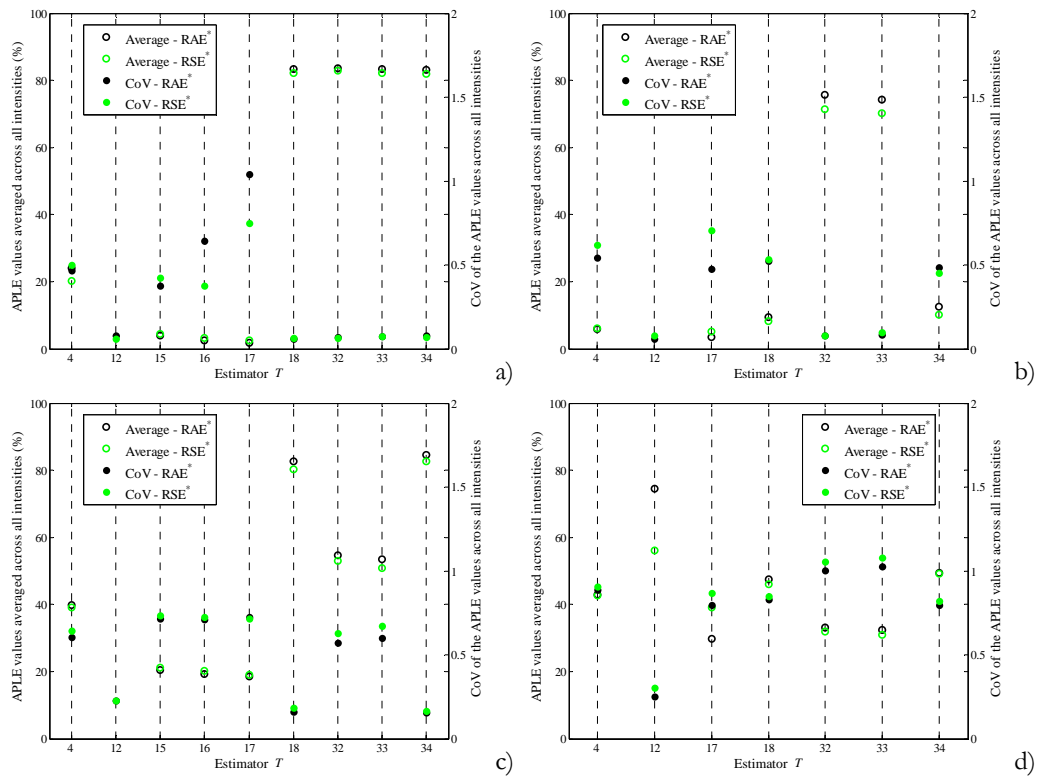 APLE values averaged across all intensities (%)
100
80
60
40
20
0
Average - RAE*
Average - RSE*
CoV - RAE*
CoV - RSE*
2
1.5
1
0.5
0
CoV of the APLE values across all intensities
4 12 15 16 17 18 32 33 34
Estimator T
a)
APLE values averaged across all intensities (%)
100
80
60
40
20
0
Average - RAE*
Average - RSE*
CoV - RAE*
CoV - RSE*
2
1.5
1
0.5
0
CoV of the APLE values across all intensities
4 12 17 18 32 33 34
Estimator T
b)
APLE values averaged across all intensities (%)
100
80
60
40
20
0
Average - RAE*
Average - RSE*
CoV - RAE*
CoV - RSE*
2
1.5
1
0.5
0
CoV of the APLE values across all intensities
4 12 15 16 17 18 32 33 34
Estimator T
c)
APLE values averaged across all intensities (%)
100
80
60
40
20
0
Average - RAE*
Average - RSE*
CoV - RAE*
CoV - RSE*
2
1.5
1
0.5
0
CoV of the APLE values across all intensities
4 12 17 18 32 33 34
Estimator T
d)